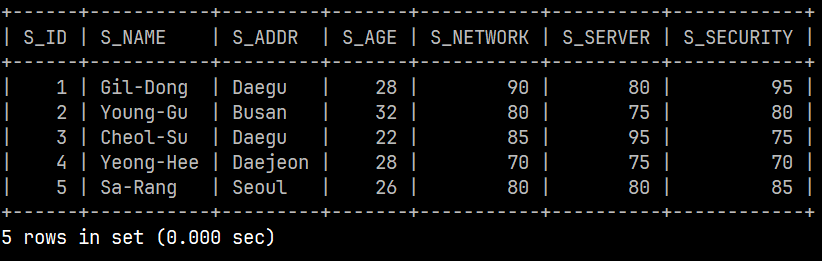 +------+-----------+---------+-------+-----------+----------+------------+
| S_ID | S_NAME    | S_ADDR  | S_AGE | S_NETWORK | S_SERVER | S_SECURITY |
+------+-----------+---------+-------+-----------+----------+------------+
|    1 | Gil-Dong  | Daegu   |    28 |        90 |       80 |         95 |
|    2 | Young-Gu  | Busan   |    32 |        80 |       75 |         80 |
|    3 | Cheol-Su  | Daegu   |    22 |        85 |       95 |         75 |
|    4 | Yeong-Hee | Daejeon |    28 |        70 |       75 |         70 |
|    5 | Sa-Rang   | Seoul   |    26 |        80 |       80 |         85 |
+------+-----------+---------+-------+-----------+----------+------------+
5 rows in set (0.000 sec)